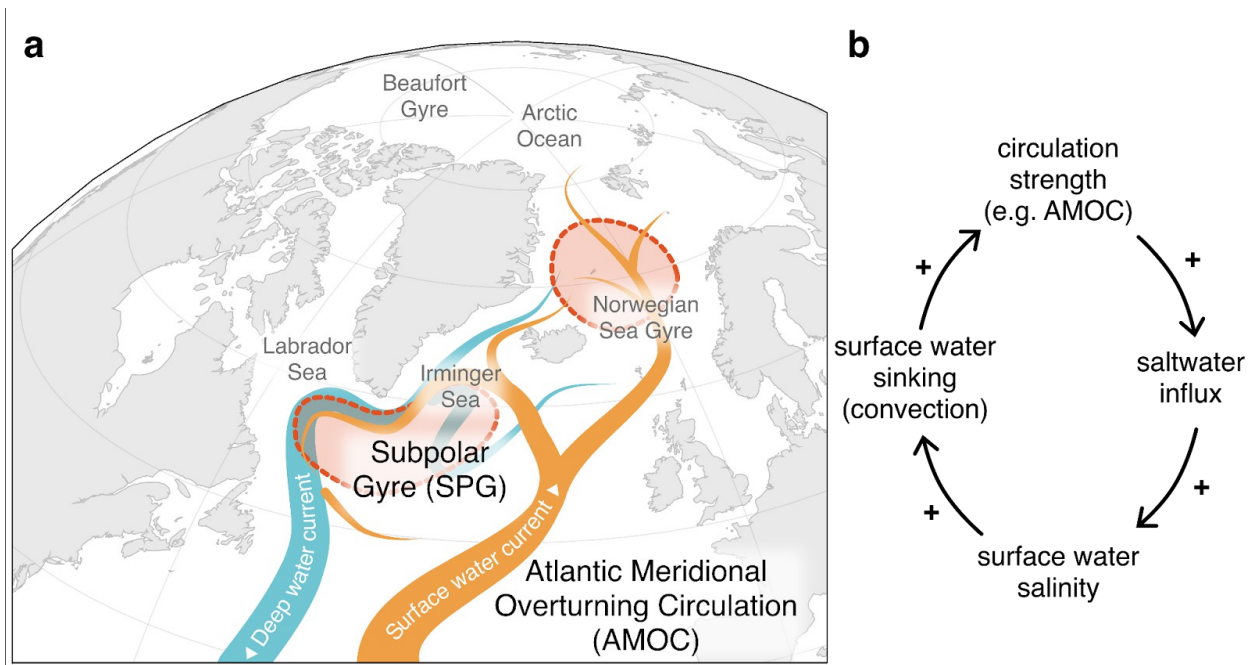 a
Beaufort
Gyre
Arctic
Ocean
Norwegian
Sea Gyre
Labrador
Sea
Irminger
Sea
Subpolar
Gyre (SPG)
Deep water current
Surface water current
Atlantic Meridional
Overturning Circulation
(AMOC)
b
circulation
strength
(e.g. AMOC)
+
saltwater
influx
+
surface water
salinity
+
surface water
sinking
(convection)
+